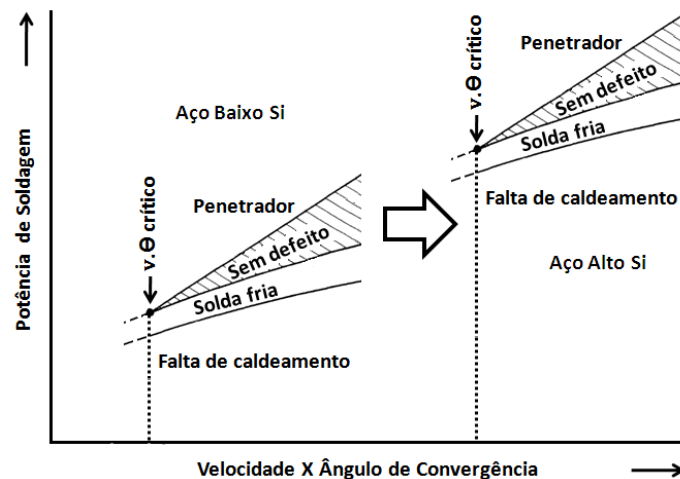 Potência de Soldagem
Aço Baixo Si
v.Θ crítico
Penetrador
Sem defeito
Solda fria
Falta de caldeamento
v.Θ crítico
Penetrador
Sem defeito
Solda fria
Falta de caldeamento
Aço Alto Si
Velocidade X Ângulo de Convergência